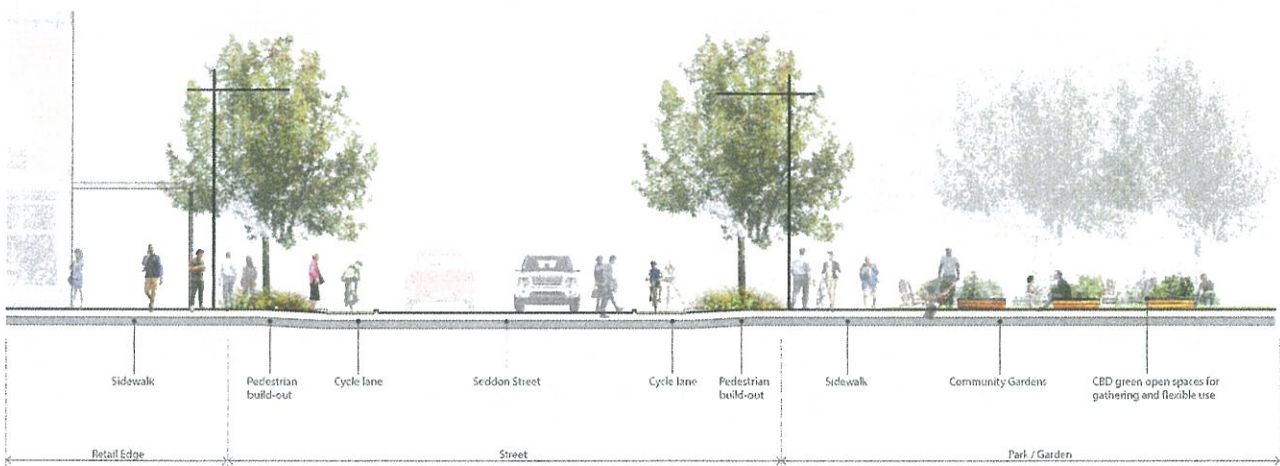 Sidewalk
Pedestrian
build-out
Cycle lane
Seddon Street
Cycle lane
Pedestrian
build-out
Sidewalk
Community Gardens
CBD green open spaces for
gathering and flexible use
Retail Edge
Street
Park / Garden